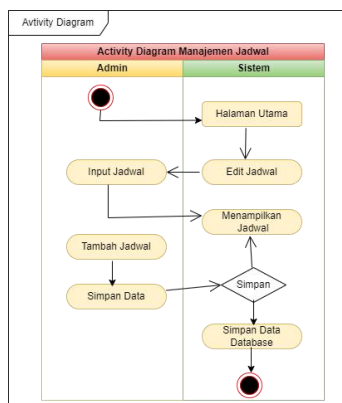 Avtivity Diagram
Activity Diagram Manajemen Jadwal
Admin
Sistem
Halaman Utama
Input Jadwal
Edit Jadwal
Menampilkan
Jadwal
Tambah Jadwal
Simpan Data
Simpan
Simpan Data
Database